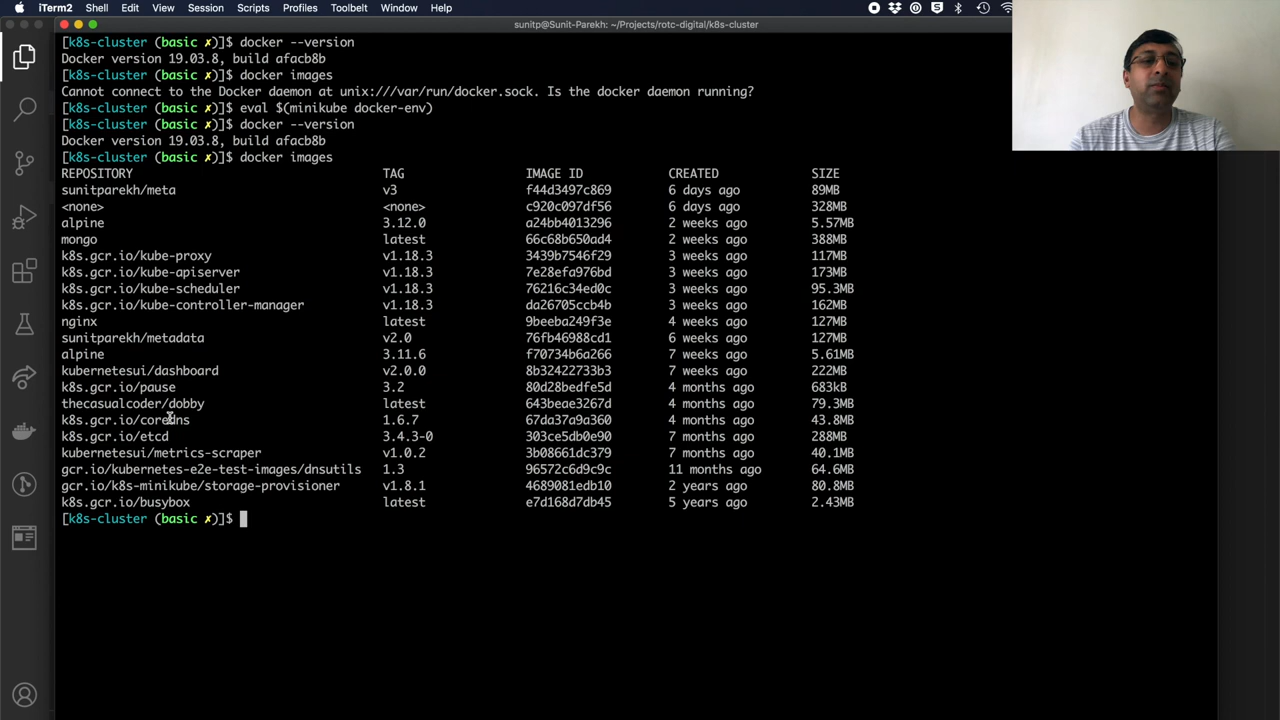 iTerm2 Shell Edit View Session Scripts Profiles Toolbelt Window Help
sunitp@Sunit-Parekh: ~/Projects/rotc-digital/k8s-cluster
[k8s-cluster (basic ✗)]$ docker --version
Docker version 19.03.8, build afacb8b
[k8s-cluster (basic ✗)]$ docker images
Cannot connect to the Docker daemon at unix:///var/run/docker.sock. Is the docker daemon running?
[k8s-cluster (basic ✗)]$ eval $(minikube docker-env)
[k8s-cluster (basic ✗)]$ docker --version
Docker version 19.03.8, build afacb8b
[k8s-cluster (basic ✗)]$ docker images
REPOSITORY TAG IMAGE ID CREATED SIZE
sunitparekh/meta v3 f44d3497c869 6 days ago 89MB
<none> <none> c920c097df56 6 days ago 328MB
alpine 3.12.0 a24bb4013296 2 weeks ago 5.57MB
mongo latest 66c68b650ad4 2 weeks ago 388MB
k8s.gcr.io/kube-proxy v1.18.3 3439b7546f29 3 weeks ago 117MB
k8s.gcr.io/kube-apiserver v1.18.3 7e28efa976bd 3 weeks ago 173MB
k8s.gcr.io/kube-scheduler v1.18.3 76216c34ed0c 3 weeks ago 95.3MB
k8s.gcr.io/kube-controller-manager v1.18.3 da26705ccb4b 3 weeks ago 162MB
nginx latest 9beeba249f3e 4 weeks ago 127MB
sunitparekh/metadata v2.0 76fb46988cd1 6 weeks ago 127MB
alpine 3.11.6 f70734b6a266 7 weeks ago 5.61MB
kubernetesui/dashboard v2.0.0 8b32422733b3 7 weeks ago 222MB
k8s.gcr.io/pause 3.2 80d28bedfe5d 4 months ago 683kB
thecasualcoder/dobby latest 643beae3267d 4 months ago 79.3MB
k8s.gcr.io/coredns 1.6.7 67da37a9a360 4 months ago 43.8MB
k8s.gcr.io/etcd 3.4.3-0 303ce5db0e90 7 months ago 288MB
kubernetesui/metrics-scraper v1.0.2 3b08661dc379 7 months ago 40.1MB
gcr.io/kubernetes-e2e-test-images/dnsutils 1.3 96572c6d9c9c 11 months ago 64.6MB
gcr.io/k8s-minikube/storage-provisioner v1.8.1 4689081edb10 2 years ago 80.8MB
k8s.gcr.io/busybox latest e7d168d7db45 5 years ago 2.43MB
[k8s-cluster (basic ✗)]$